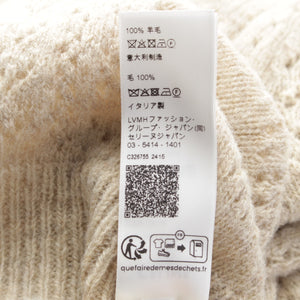 100% 羊毛
意大利制造
毛 100%
イタリア製
LVMHファッション・
グループ・ジャパン(同)
セリーヌジャパン
03 - 5414 - 1401
C326755 2415
FR
quefairedemesdechets.fr